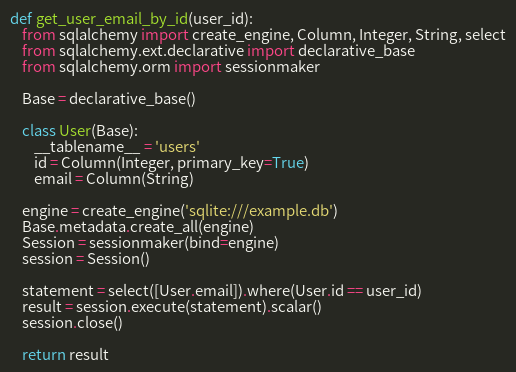 def get_user_email_by_id(user_id):
    from sqlalchemy import create_engine, Column, Integer, String, select
    from sqlalchemy.ext.declarative import declarative_base
    from sqlalchemy.orm import sessionmaker

    Base = declarative_base()

    class User(Base):
        __tablename__ = 'users'
        id = Column(Integer, primary_key=True)
        email = Column(String)

    engine = create_engine('sqlite:///example.db')
    Base.metadata.create_all(engine)
    Session = sessionmaker(bind=engine)
    session = Session()

    statement = select([User.email]).where(User.id == user_id)
    result = session.execute(statement).scalar()
    session.close()

    return result